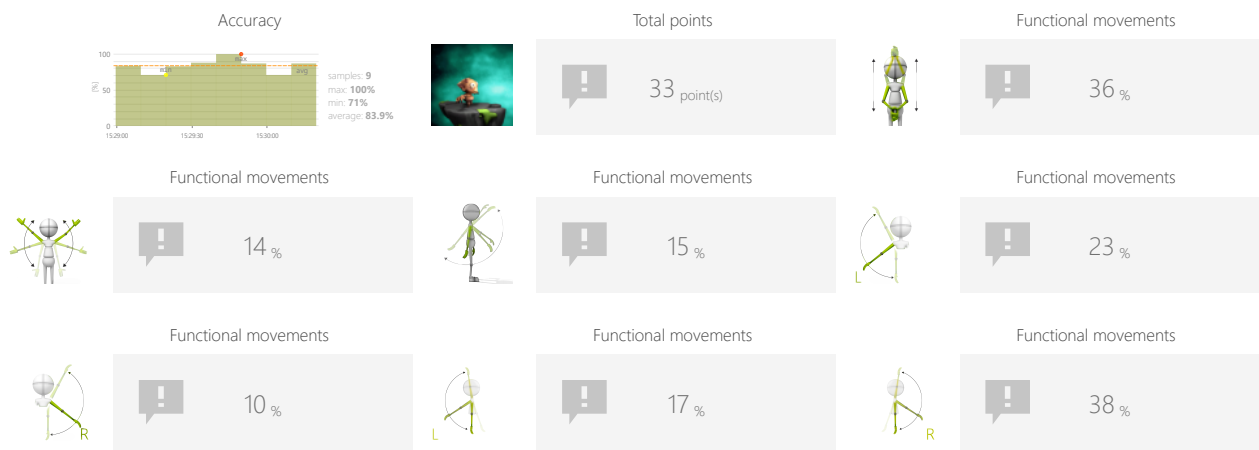 Accuracy
Total points
Functional movements
100
50
0
[%]
min
max
avg
15:29:00
15:29:30
15:30:00
samples: 9
max: 100%
min: 71%
average: 83.9%
33 point(s)
36 %
Functional movements
Functional movements
Functional movements
14 %
15 %
L
23 %
Functional movements
Functional movements
Functional movements
R
10 %
L
17 %
R
38 %